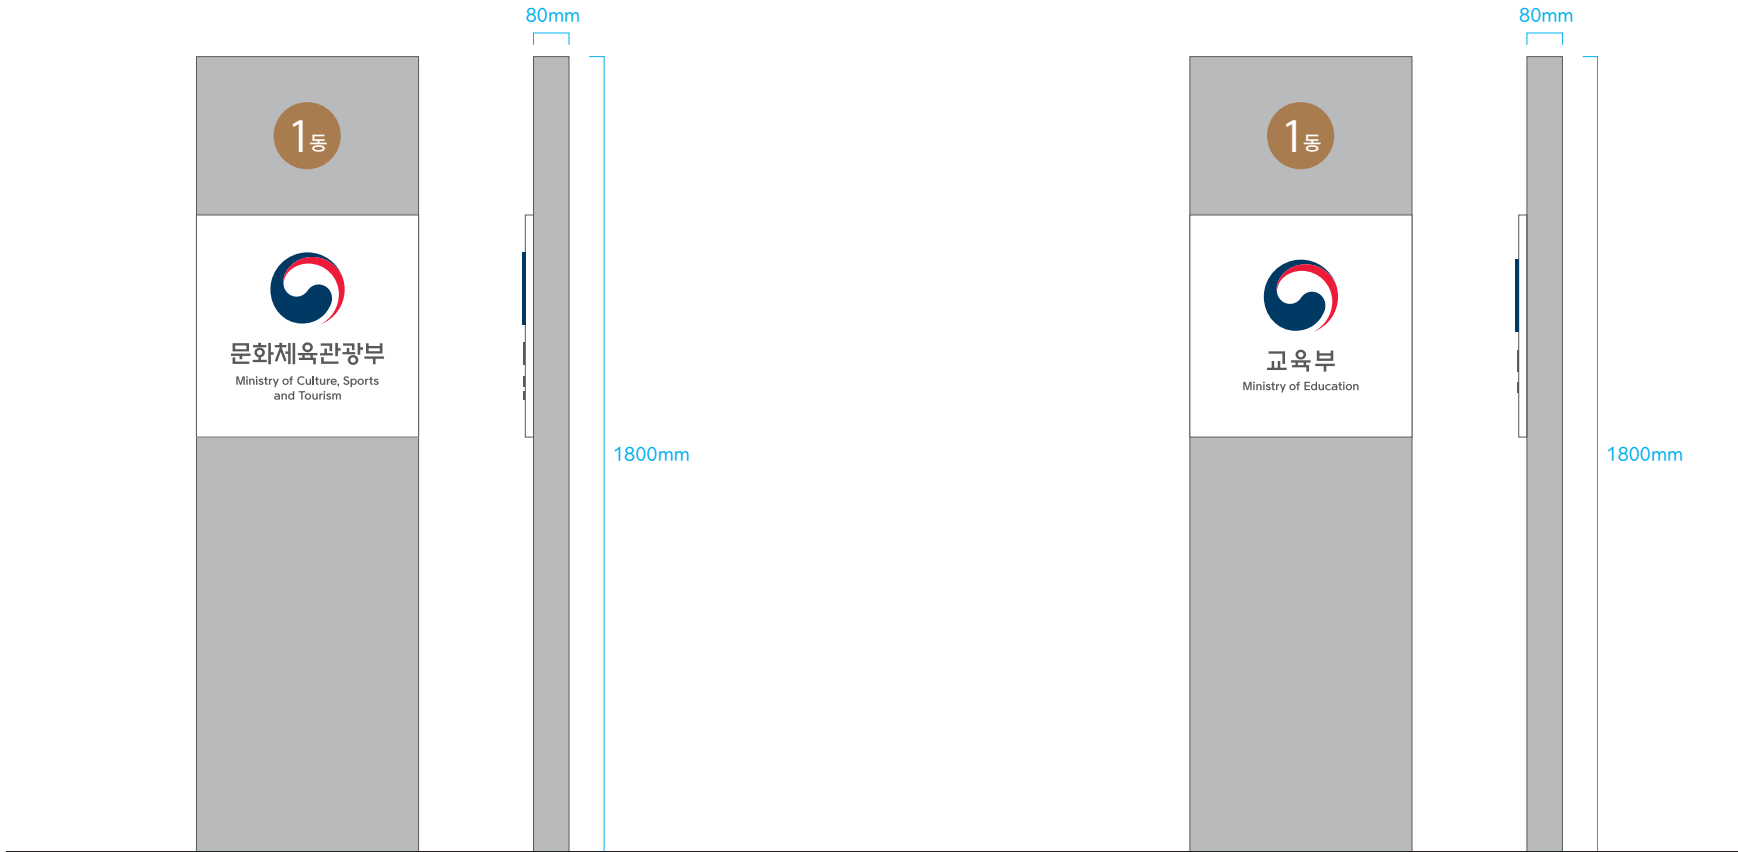 80mm
1동
문화체육관광부
Ministry of Culture, Sports
and Tourism
1800mm
80mm
1동
교육부
Ministry of Education
1800mm